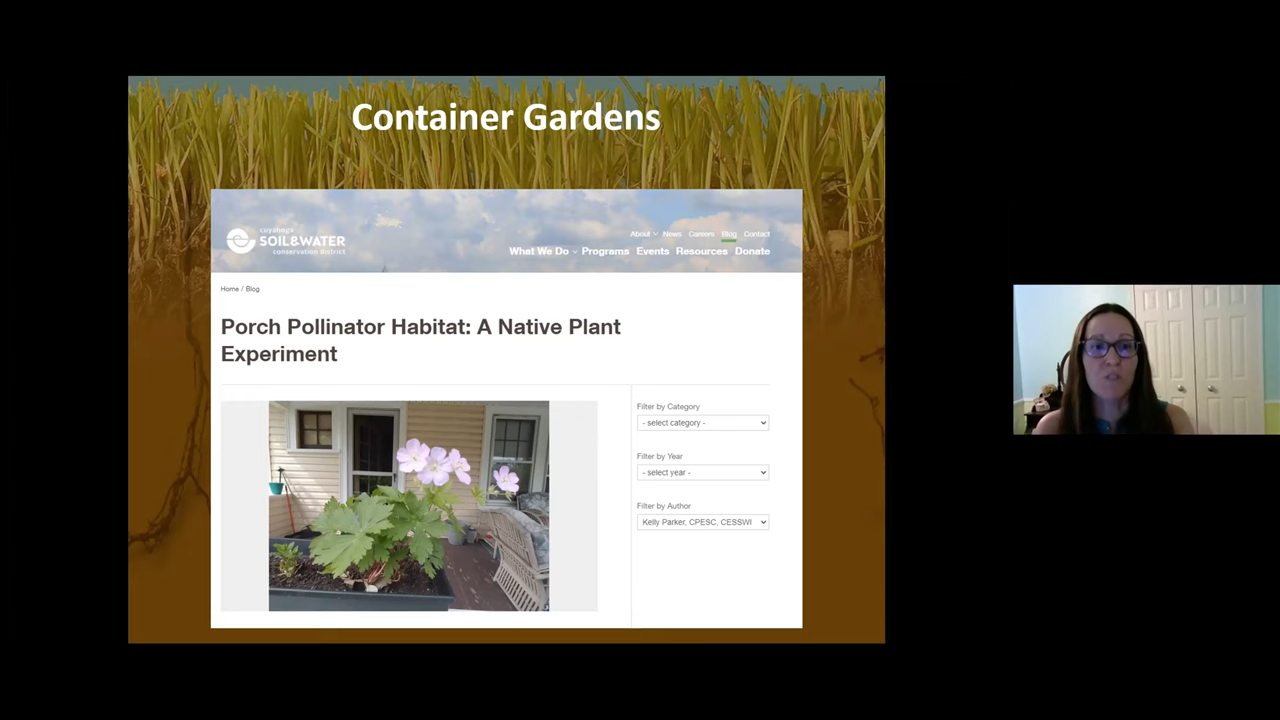 Container Gardens
cuyahoga
SOIL&WATER
conservation district
About News Careers Blog Contact
What We Do Programs Events Resources Donate
Home / Blog
Porch Pollinator Habitat: A Native Plant
Experiment
Filter by Category
- select category -
Filter by Year
- select year -
Filter by Author
Kelly Parker, CPESC, CESSWI